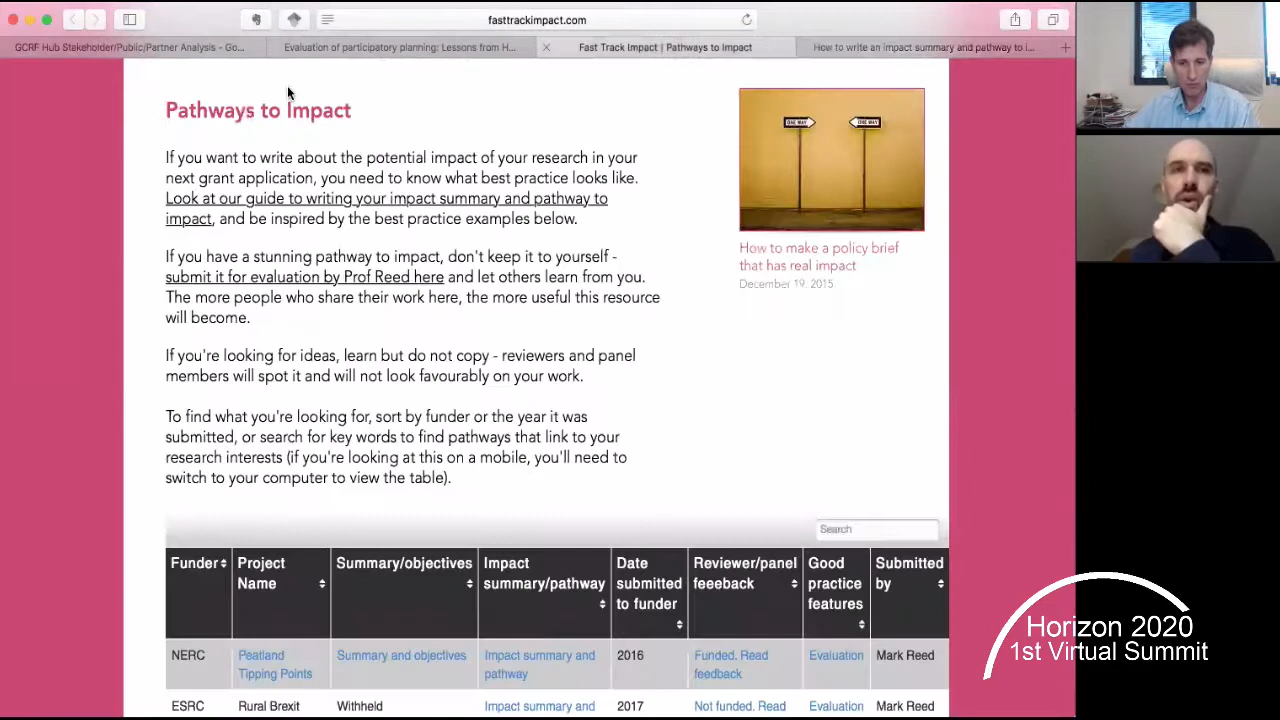 fasttrackimpact.com
GCRF Hub Stakeholder/Public/Partner Analysis - Go...
Evaluation of participatory planning: Lessons from H...
Fast Track Impact | Pathways to Impact
How to write an impact summary and pathway to i...
Pathways to Impact
If you want to write about the potential impact of your research in your
next grant application, you need to know what best practice looks like.
Look at our guide to writing your impact summary and pathway to
impact, and be inspired by the best practice examples below.
If you have a stunning pathway to impact, don't keep it to yourself -
submit it for evaluation by Prof Reed here and let others learn from you.
The more people who share their work here, the more useful this resource
will become.
If you're looking for ideas, learn but do not copy - reviewers and panel
members will spot it and will not look favourably on your work.
To find what you're looking for, sort by funder or the year it was
submitted, or search for key words to find pathways that link to your
research interests (if you're looking at this on a mobile, you'll need to
switch to your computer to view the table).
ONE WAY
ONE WAY
How to make a policy brief
that has real impact
December 19, 2015
Search
Funder
Project
Name
Summary/objectives
Impact
summary/pathway
Date
submitted
to funder
Reviewer/panel
feeeback
Good
practice
features
Submitted
by
NERC
Peatland
Tipping Points
Summary and objectives
Impact summary and
pathway
2016
Funded. Read
feedback
Evaluation
Mark Reed
ESRC
Rural Brexit
Withheld
Impact summary and
2017
Not funded. Read
Evaluation
Mark Reed
Horizon 2020
1st Virtual Summit